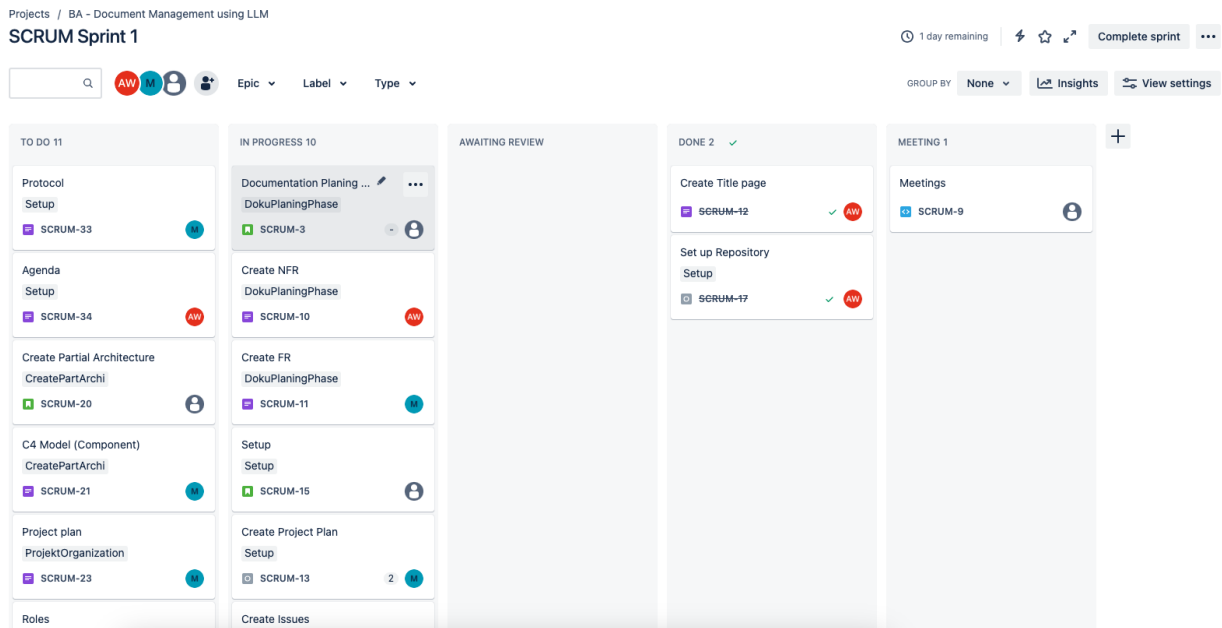 Projects / BA - Document Management using LLM
SCRUM Sprint 1
1 day remaining
Complete sprint
AW M
Epic
Label
Type
GROUP BY
None
Insights
View settings
TO DO 11
Protocol
Setup
SCRUM-33 M
Agenda
Setup
SCRUM-34 AW
Create Partial Architecture
CreatePartArchi
SCRUM-20
C4 Model (Component)
CreatePartArchi
SCRUM-21 M
Project plan
ProjektOrganization
SCRUM-23 M
Roles
IN PROGRESS 10
Documentation Planing ...
DokuPlaningPhase
SCRUM-3 -
Create NFR
DokuPlaningPhase
SCRUM-10 AW
Create FR
DokuPlaningPhase
SCRUM-11 M
Setup
Setup
SCRUM-15
Create Project Plan
Setup
SCRUM-13 2 M
Create Issues
AWAITING REVIEW
DONE 2
Create Title page
SCRUM-12 AW
Set up Repository
Setup
SCRUM-17 AW
MEETING 1
Meetings
SCRUM-9